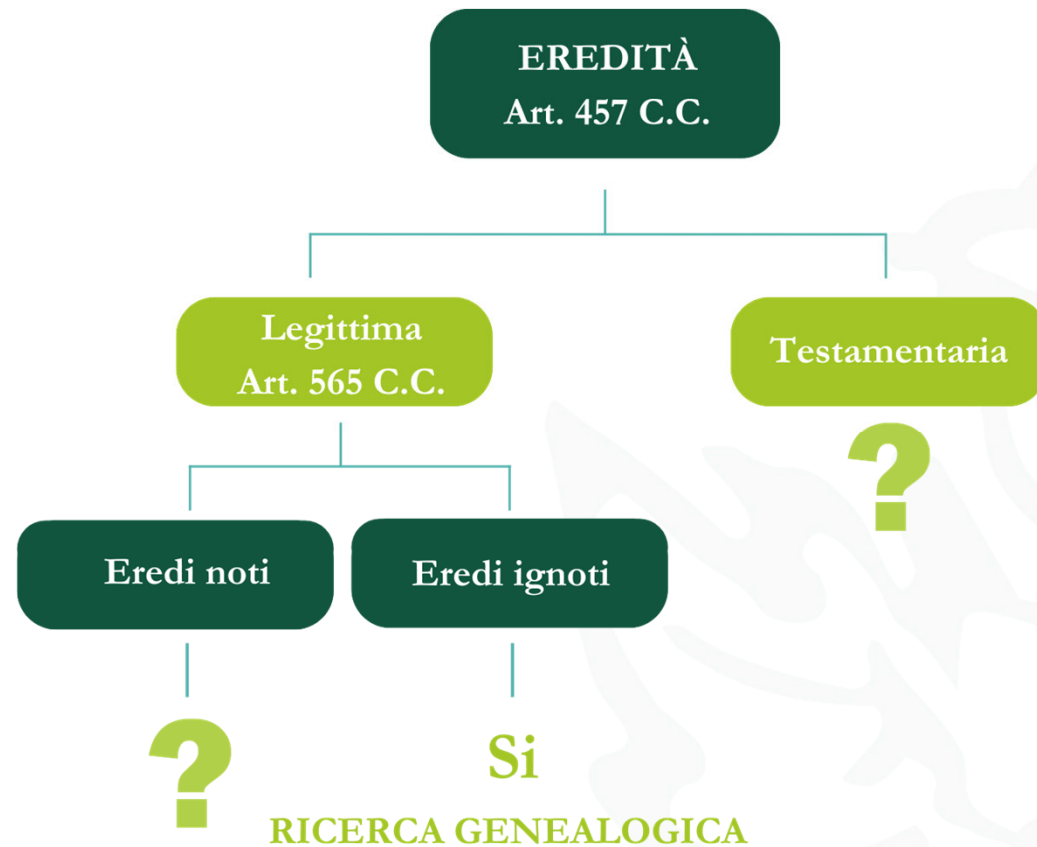 EREDITÀ
Art. 457 C.C.
Legittima
Art. 565 C.C.
Testamentaria
?
Eredi noti
Eredi ignoti
?
Si
RICERCA GENEALOGICA